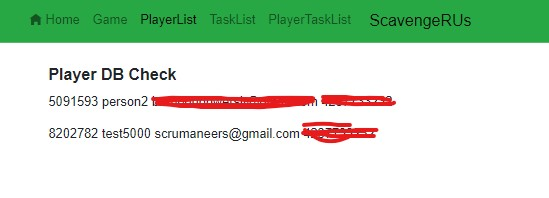 Home Game PlayerList TaskList PlayerTaskList ScavengeRUs
Player DB Check
5091593 person2
8202782 test5000 scrumaneers@gmail.com